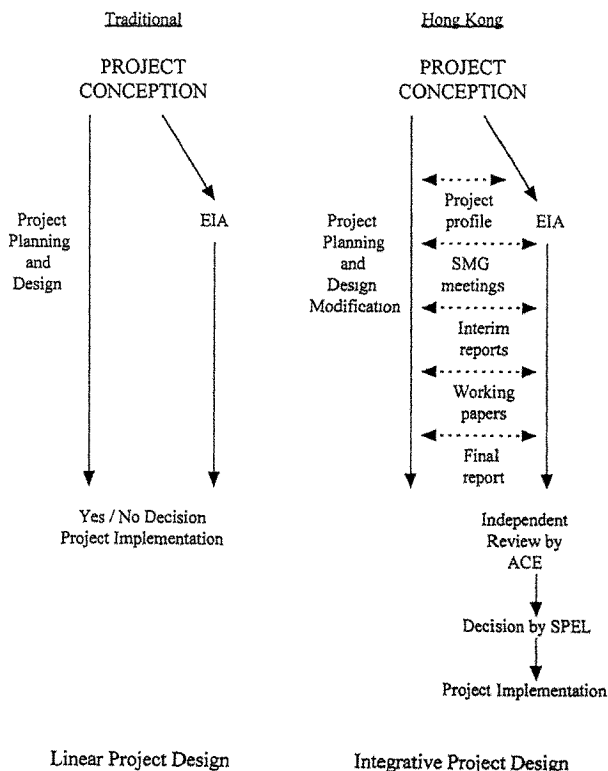 Traditional
PROJECT
CONCEPTION
Project
Planning
and
Design
EIA
Yes / No Decision
Project Implementation
Linear Project Design
Hong Kong
PROJECT
CONCEPTION
Project
Planning
and
Design
Modification
Project
profile
SMG
meetings
Interim
reports
Working
papers
Final
report
EIA
Independent
Review by
ACE
Decision by SPEL
Project Implementation
Integrative Project Design